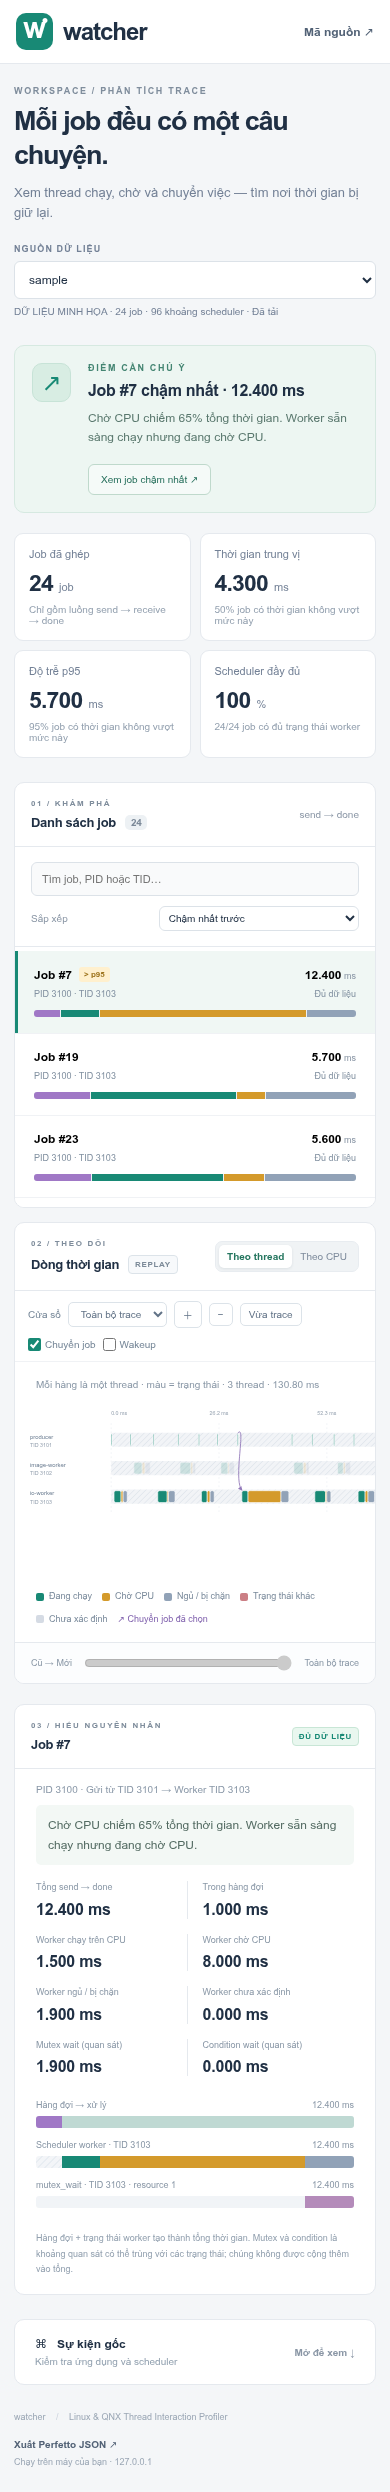 W watcher
Mã nguồn ↗
WORKSPACE / PHÂN TÍCH TRACE
Mỗi job đều có một câu
chuyện.
Xem thread chạy, chờ và chuyển việc — tìm nơi thời gian bị
giữ lại.
NGUỒN DỮ LIỆU
sample
DỮ LIỆU MINH HỌA · 24 job · 96 khoảng scheduler · Đã tải
ĐIỂM CẦN CHÚ Ý
Job #7 chậm nhất · 12.400 ms
Chờ CPU chiếm 65% tổng thời gian. Worker sẵn
sàng chạy nhưng đang chờ CPU.
Xem job chậm nhất ↗
Job đã ghép
24 job
Chỉ gồm luồng send → receive
→ done
Thời gian trung vị
4.300 ms
50% job có thời gian không vượt
mức này
Độ trễ p95
5.700 ms
95% job có thời gian không vượt
mức này
Scheduler đầy đủ
100 %
24/24 job có đủ trạng thái worker
01 / KHÁM PHÁ
Danh sách job 24
send → done
Tìm job, PID hoặc TID…
Sắp xếp
Chậm nhất trước
Job #7 > p95
12.400 ms
PID 3100 · TID 3103
Đủ dữ liệu
Job #19
5.700 ms
PID 3100 · TID 3103
Đủ dữ liệu
Job #23
5.600 ms
PID 3100 · TID 3103
Đủ dữ liệu
02 / THEO DÕI
Dòng thời gian REPLAY
Theo thread Theo CPU
Cửa sổ Toàn bộ trace + − Vừa trace
Chuyển job Wakeup
Mỗi hàng là một thread · màu = trạng thái · 3 thread · 130.80 ms
producer
TID 3101
image-worker
TID 3102
io-worker
TID 3103
Đang chạy Chờ CPU Ngủ / bị chặn Trạng thái khác
Chưa xác định ↗ Chuyển job đã chọn
Cũ → Mới
Toàn bộ trace
03 / HIỂU NGUYÊN NHÂN
Job #7
ĐỦ DỮ LIỆU
PID 3100 · Gửi từ TID 3101 → Worker TID 3103
Chờ CPU chiếm 65% tổng thời gian. Worker sẵn sàng
chạy nhưng đang chờ CPU.
Tổng send → done
12.400 ms
Trong hàng đợi
1.000 ms
Worker chạy trên CPU
1.500 ms
Worker chờ CPU
8.000 ms
Worker ngủ / bị chặn
1.900 ms
Worker chưa xác định
0.000 ms
Mutex wait (quan sát)
1.900 ms
Condition wait (quan sát)
0.000 ms
Hàng đợi → xử lý
12.400 ms
Scheduler worker · TID 3103
12.400 ms
mutex_wait · TID 3103 · resource 1
12.400 ms
Hàng đợi + trạng thái worker tạo thành tổng thời gian. Mutex và condition là
khoảng quan sát có thể trùng với các trạng thái; chúng không được cộng thêm
vào tổng.
⌘ Sự kiện gốc
Kiểm tra ứng dụng và scheduler
Mở để xem ↓
watcher / Linux & QNX Thread Interaction Profiler
Xuất Perfetto JSON ↗
Chạy trên máy của bạn · 127.0.0.1